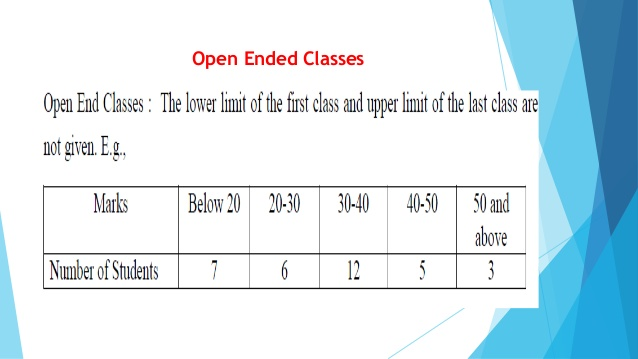 Open Ended Classes
Open End Classes : The lower limit of the first class and upper limit of the last class are
not given. E.g.,
Marks Below 20 20-30 30-40 40-50 50 and above
Number of Students 7 6 12 5 3